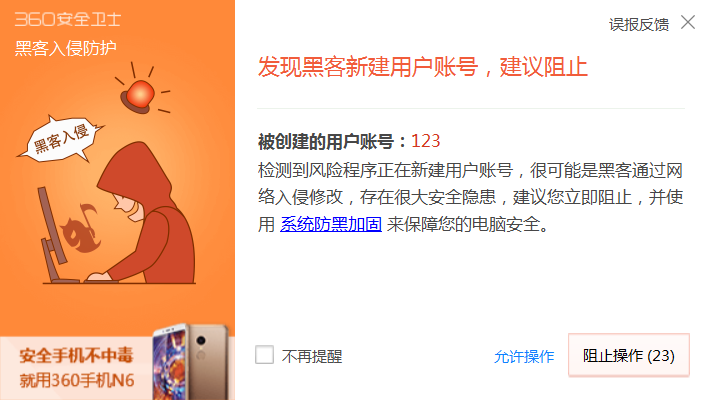 360安全卫士
误报反馈
黑客入侵防护
发现黑客新建用户账号，建议阻止
黑客入侵
被创建的用户账号：123
检测到风险程序正在新建用户账号，很可能是黑客通过网
络入侵修改，存在很大安全隐患，建议您立即阻止，并使
用 系统防黑加固 来保障您的电脑安全。
安全手机不中毒
就用360手机N6
不再提醒
允许操作
阻止操作 (23)